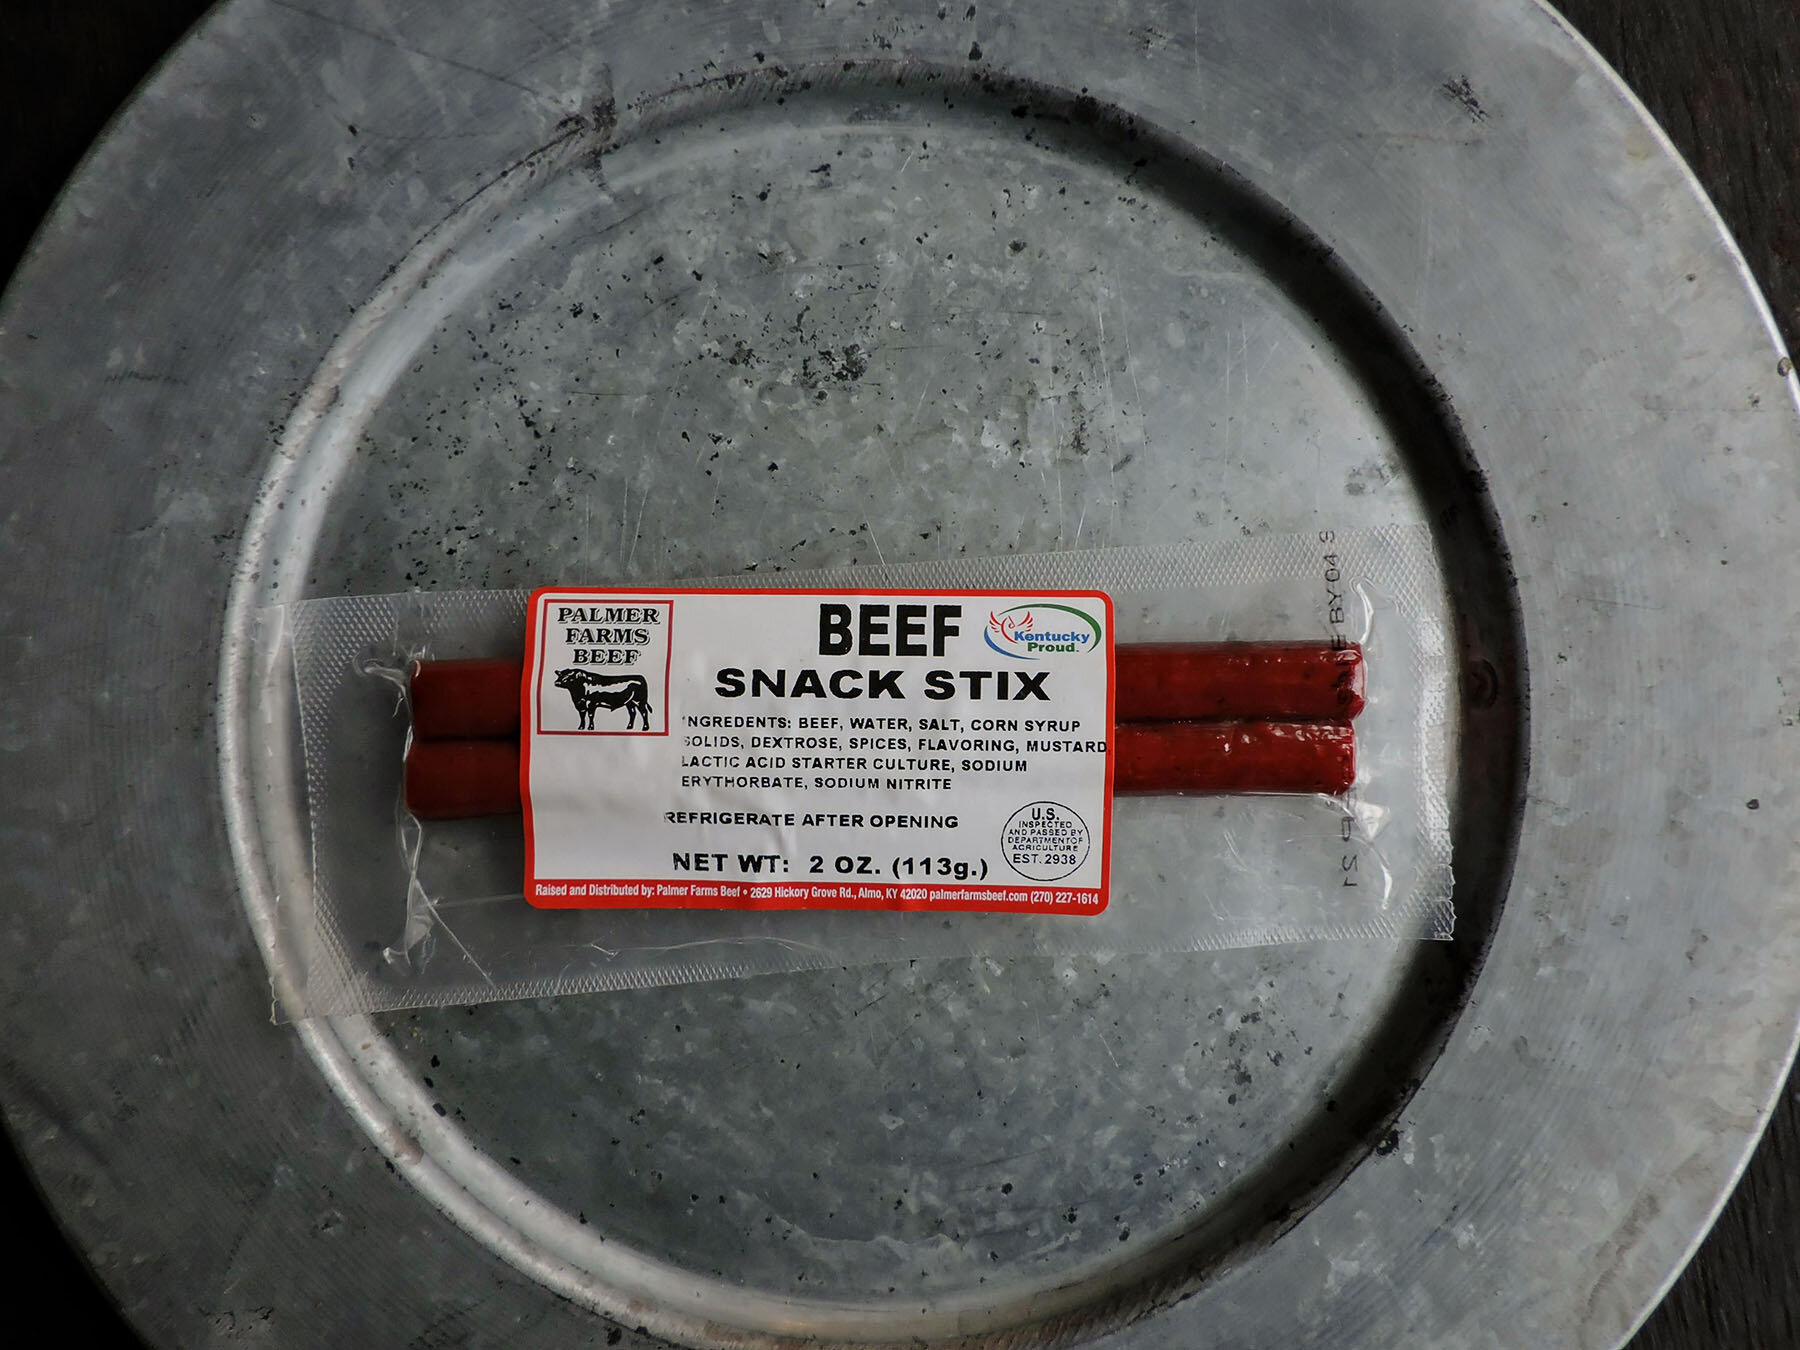 PALMER
FARMS
BEEF
BEEF
SNACK STIX
Kentucky
Proud.
NGREDENTS: BEEF, WATER, SALT, CORN SYRUP
SOLIDS, DEXTROSE, SPICES, FLAVORING, MUSTARD
LACTIC ACID STARTER CULTURE, SODIUM
ERYTHORBATE, SODIUM NITRITE
REFRIGERATE AFTER OPENING
NET WT: 2 OZ. (113g.)
U.S.
INSPECTED
AND PASSED BY
DEPARTMENT OF
AGRICULTURE
EST. 2938
Raised and Distributed by: Palmer Farms Beef • 2629 Hickory Grove Rd., Almo, KY 42020 palmerfarmsbeef.com (270) 227-1614
BY 04